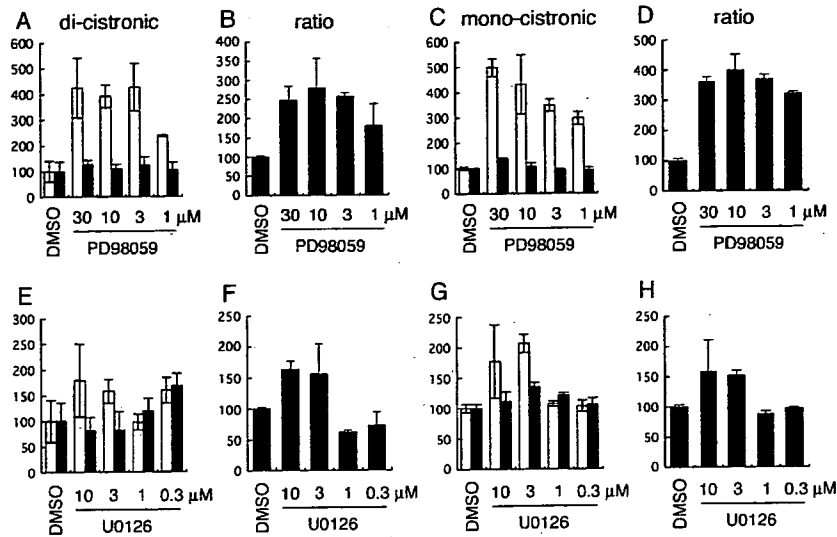 A di-cistronic
600
500
400
300
200
100
0
DMSO
30 10 3 1 μM
PD98059
B ratio
400
350
300
250
200
150
100
50
0
DMSO
30 10 3 1
PD98059
C mono-cistronic
600
500
400
300
200
100
0
DMSO
30 10 3 1
PD98059
D ratio
500
400
300
200
100
0
DMSO
30 10 3 1 μM
PD98059
E
300
250
200
150
100
50
0
DMSO
10 3 1 0.3 μM
U0126
F
250
200
150
100
50
0
DMSO
10 3 1 0.3
U0126
G
250
200
150
100
50
0
DMSO
10 3 1 0.3
U0126
H
250
200
150
100
50
0
DMSO
10 3 1 0.3 μM
U0126